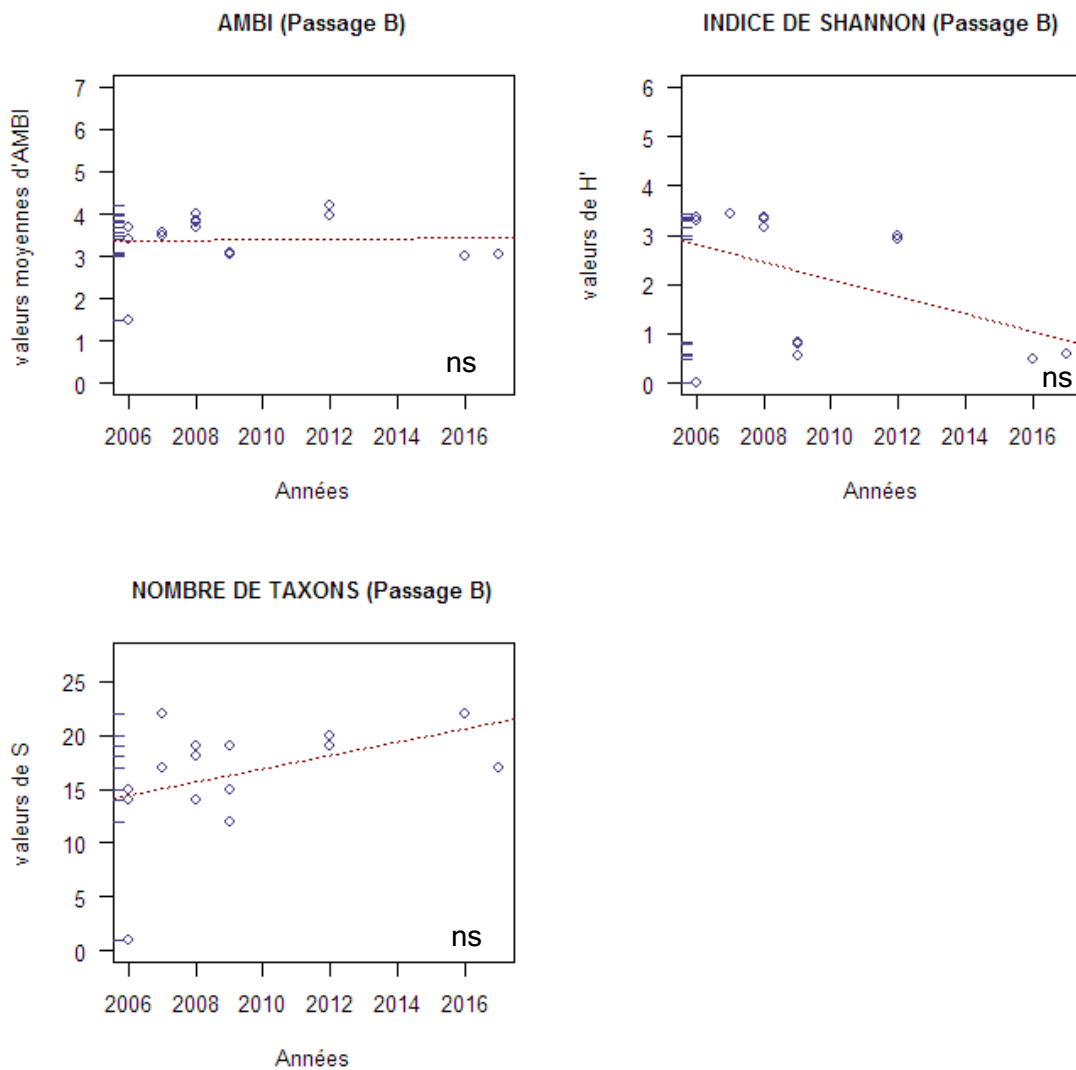 AMBI (Passage B)
valeurs moyennes d'AMBI
7
6
5
4
3
2
1
0
ns
2006 2008 2010 2012 2014 2016
Années
INDICE DE SHANNON (Passage B)
valeurs de H'
6
5
4
3
2
1
0
ns
2006 2008 2010 2012 2014 2016
Années
NOMBRE DE TAXONS (Passage B)
valeurs de S
25
20
15
10
5
0
ns
2006 2008 2010 2012 2014 2016
Années